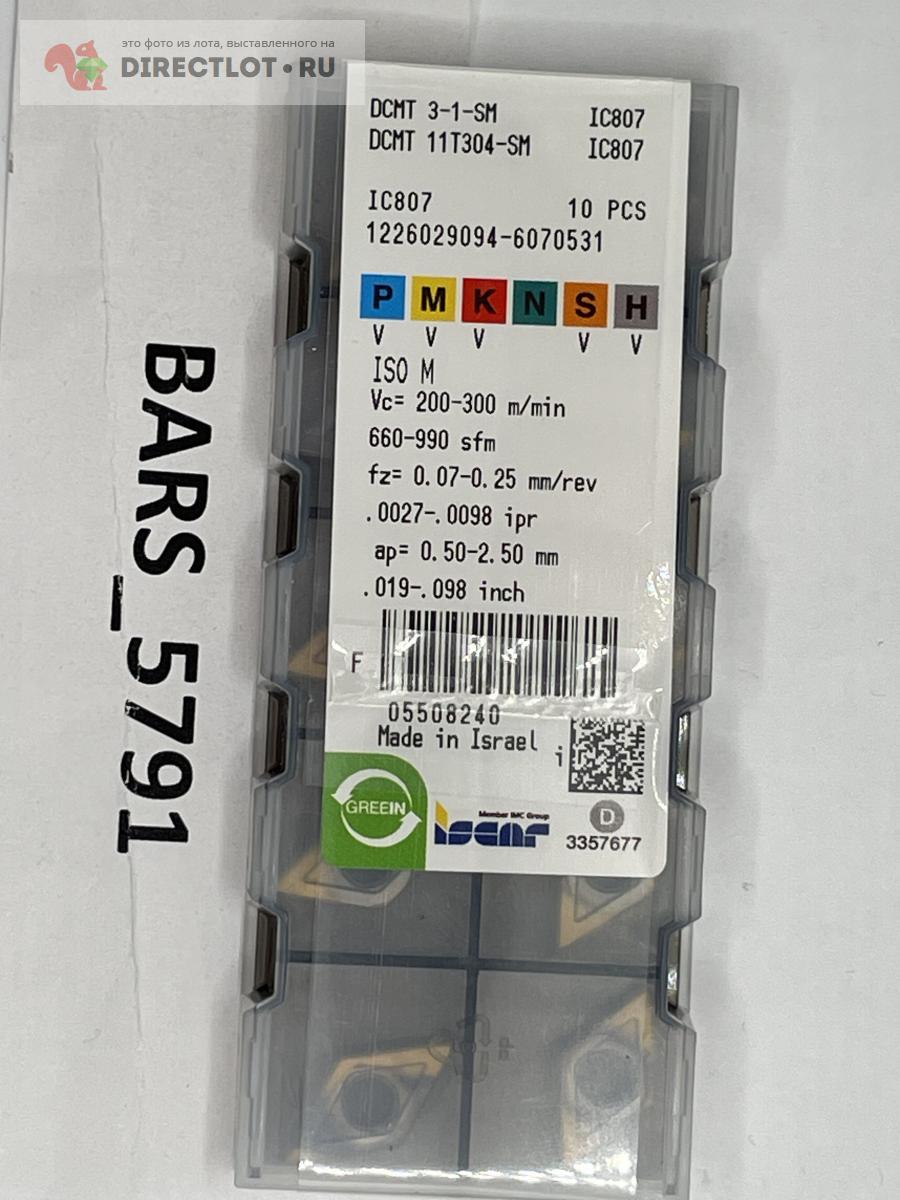 это фото из лота, выставленного на
DIRECTLOT.RU
DCMT 3-1-SM IC807
DCMT 11T304-SM IC807
IC807 10 PCS
1226029094-6070531
P M K N S H
V V V V V
ISO M
Vc= 200-300 m/min
660-990 sfm
fz= 0.07-0.25 mm/rev
.0027-.0098 ipr
ap= 0.50-2.50 mm
.019-.098 inch
F
05508240
Made in Israel
i
GREEIN
Member IMC Group
iscar
D
3357677
BARS_5791